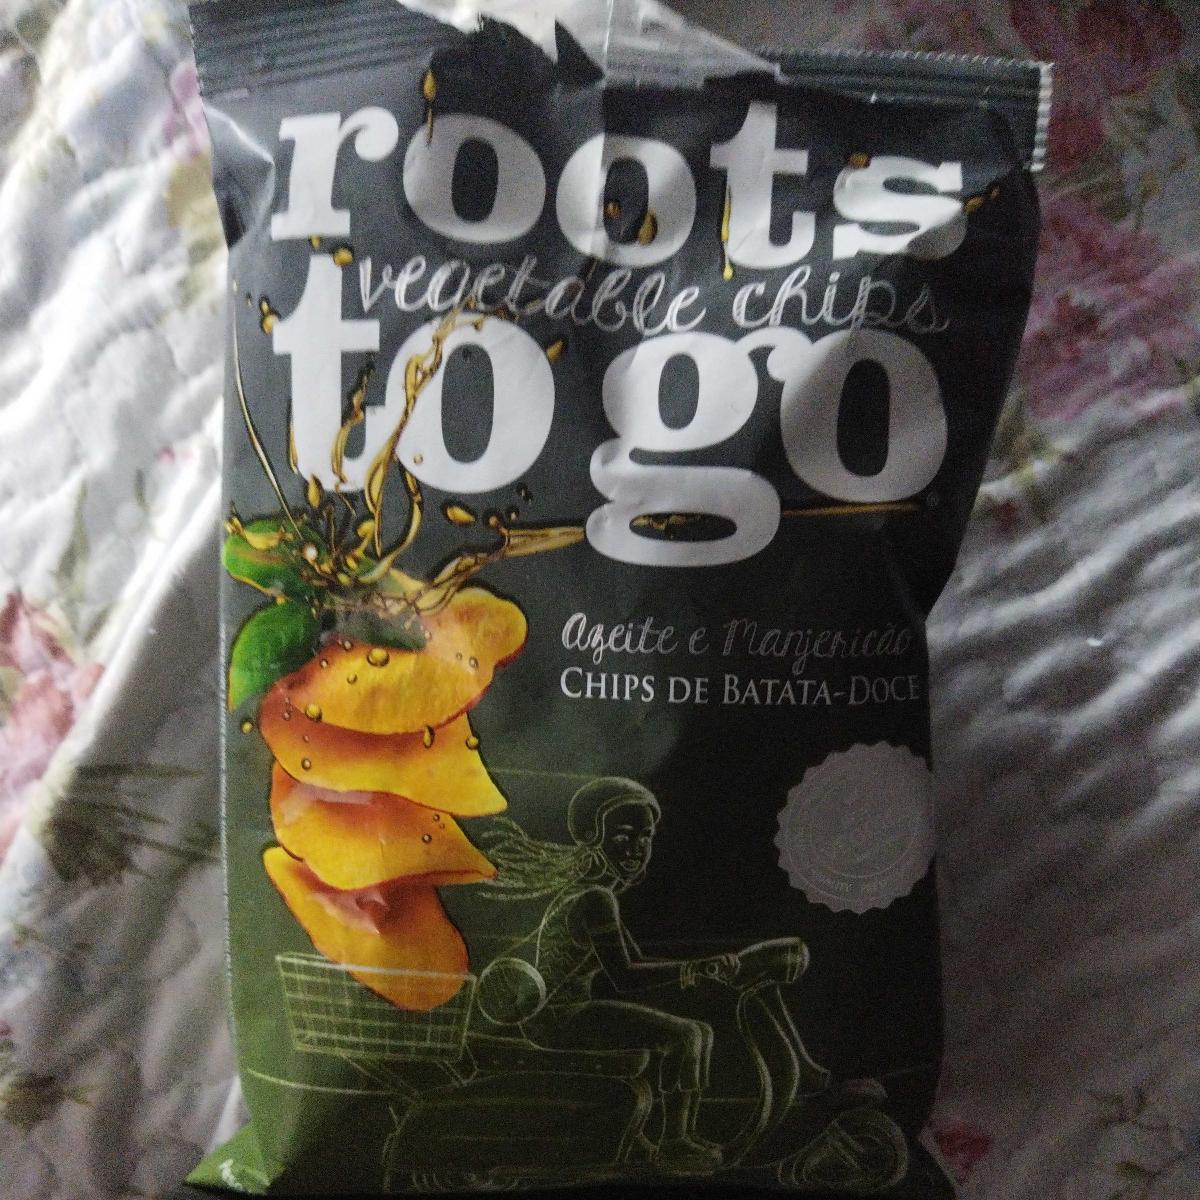 roots
vegetable chips
to go
®
Azeite e Manjericão
CHIPS DE BATATA-DOCE